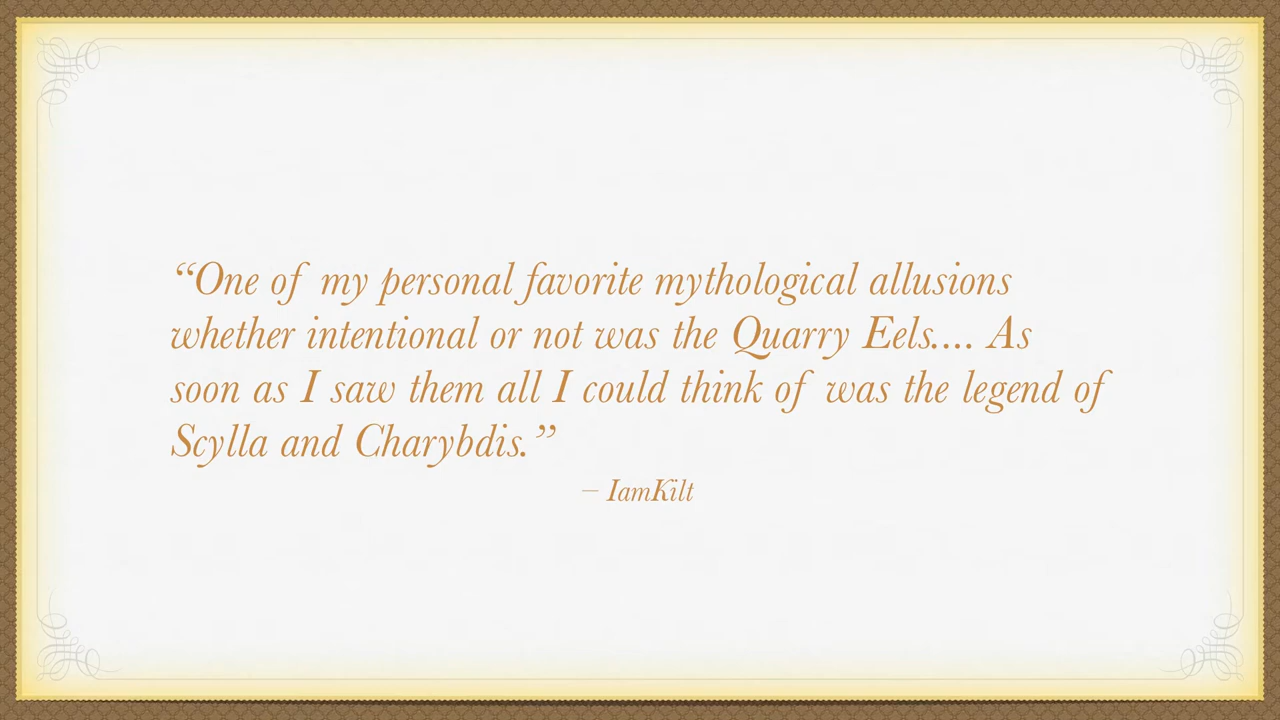 “One of my personal favorite mythological allusions
whether intentional or not was the Quarry Eels.... As
soon as I saw them all I could think of was the legend of
Scylla and Charybdis.”
– IamKilt